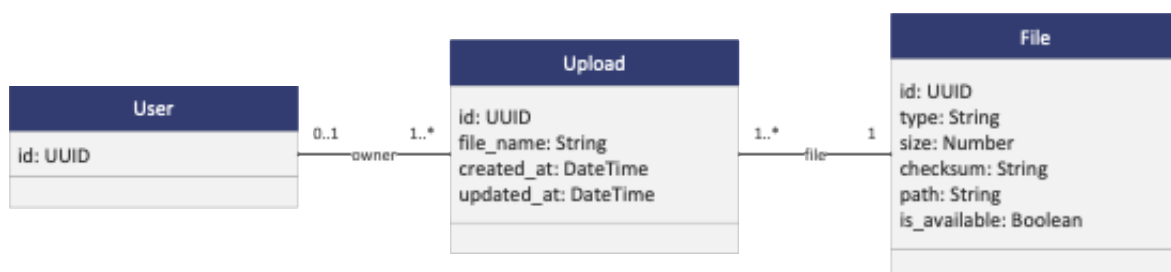 User
id: UUID
0..1
1..*
owner
Upload
id: UUID
file_name: String
created_at: DateTime
updated_at: DateTime
1..*
1
file
File
id: UUID
type: String
size: Number
checksum: String
path: String
is_available: Boolean